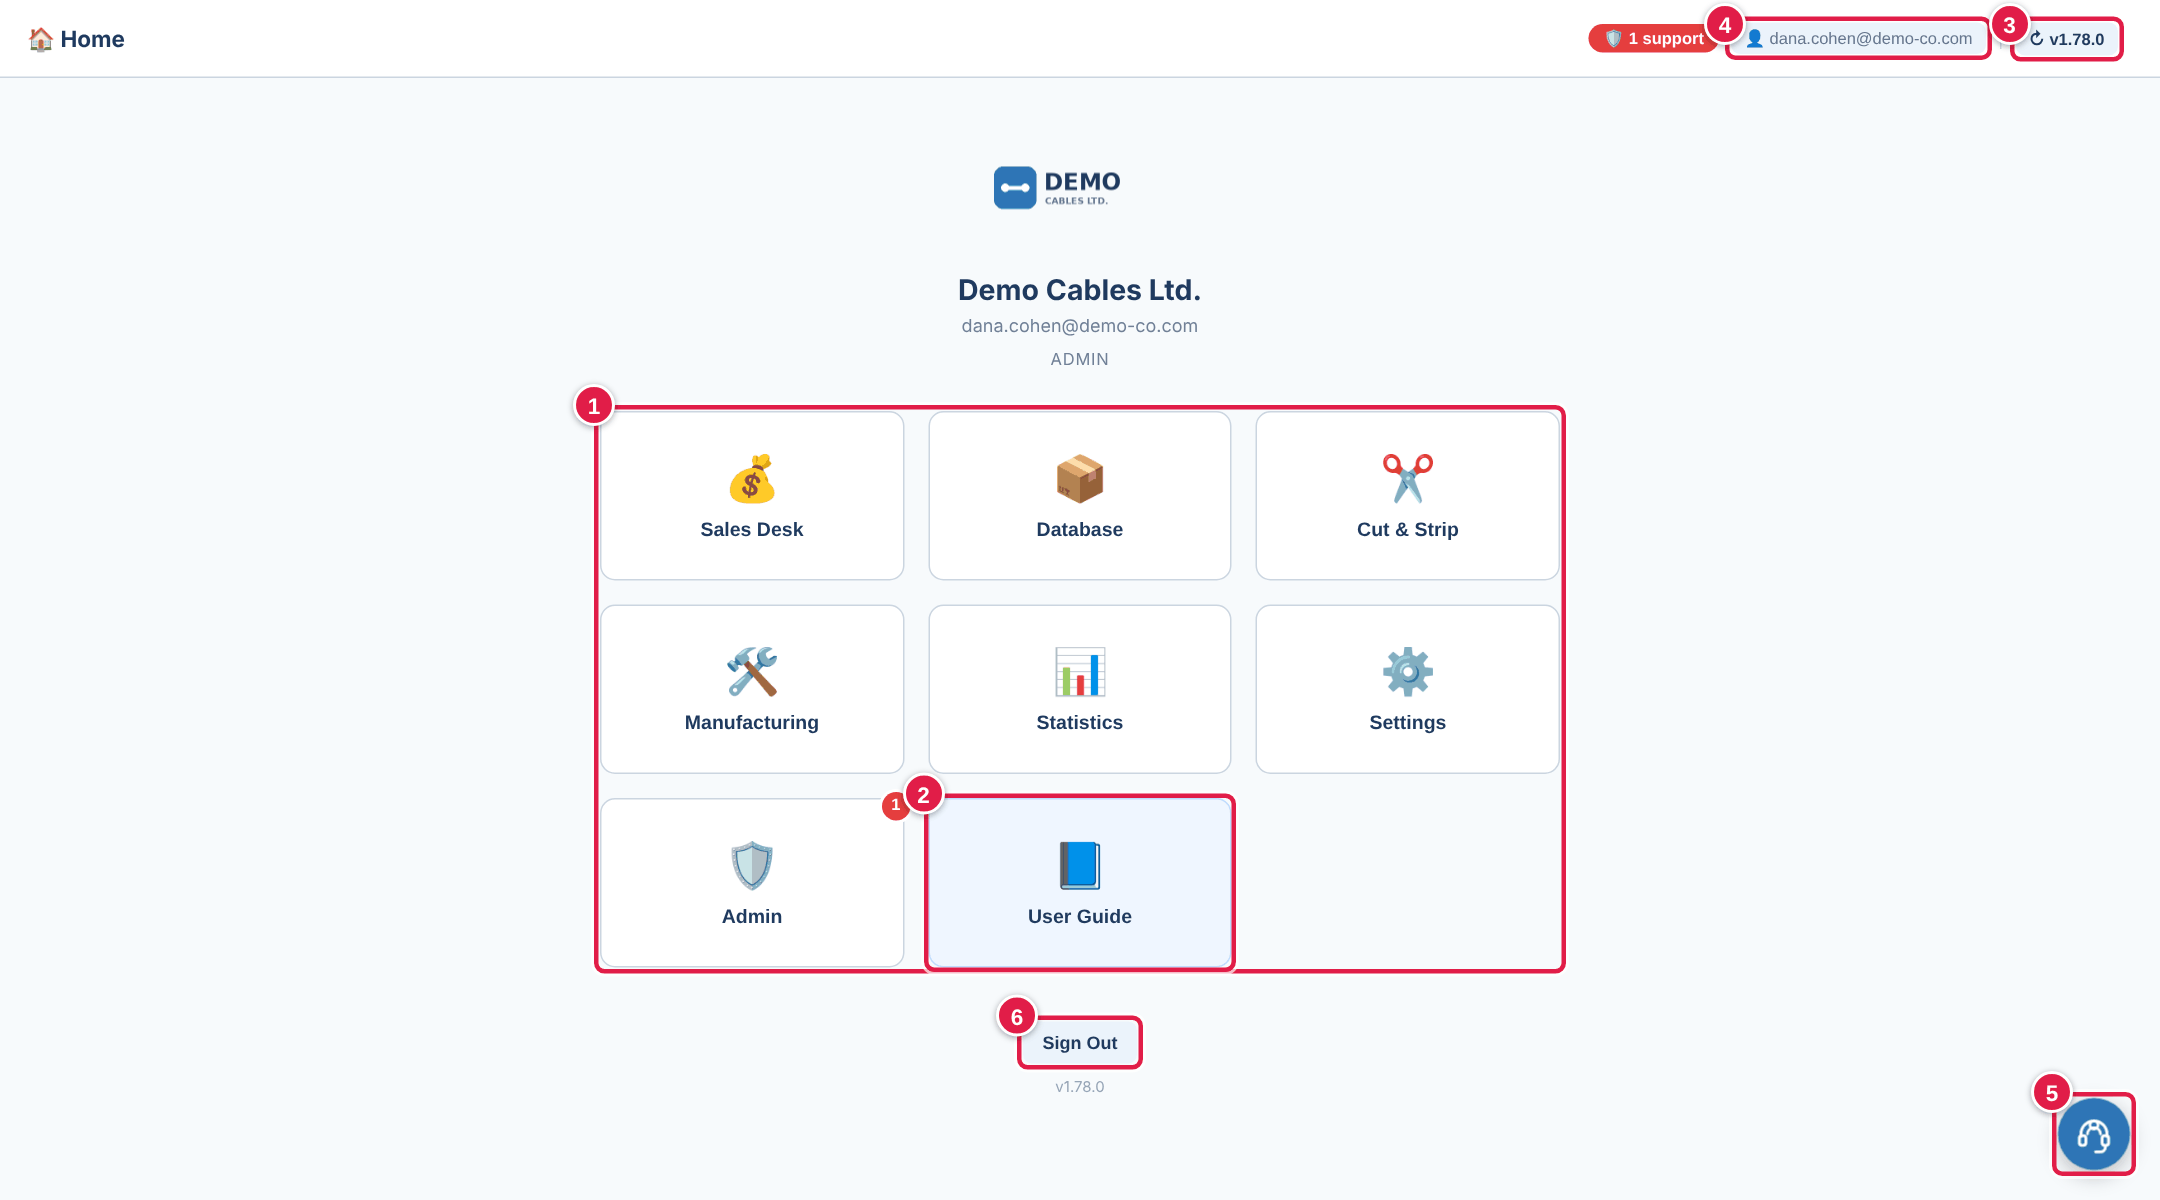 🏠 Home
🛡️ 1 support
4
👤 dana.cohen@demo-co.com
3
↻ v1.78.0
DEMO
CABLES LTD.
Demo Cables Ltd.
dana.cohen@demo-co.com
ADMIN
1
Sales Desk
Database
Cut & Strip
Manufacturing
Statistics
Settings
1
2
Admin
User Guide
6
Sign Out
v1.78.0
5